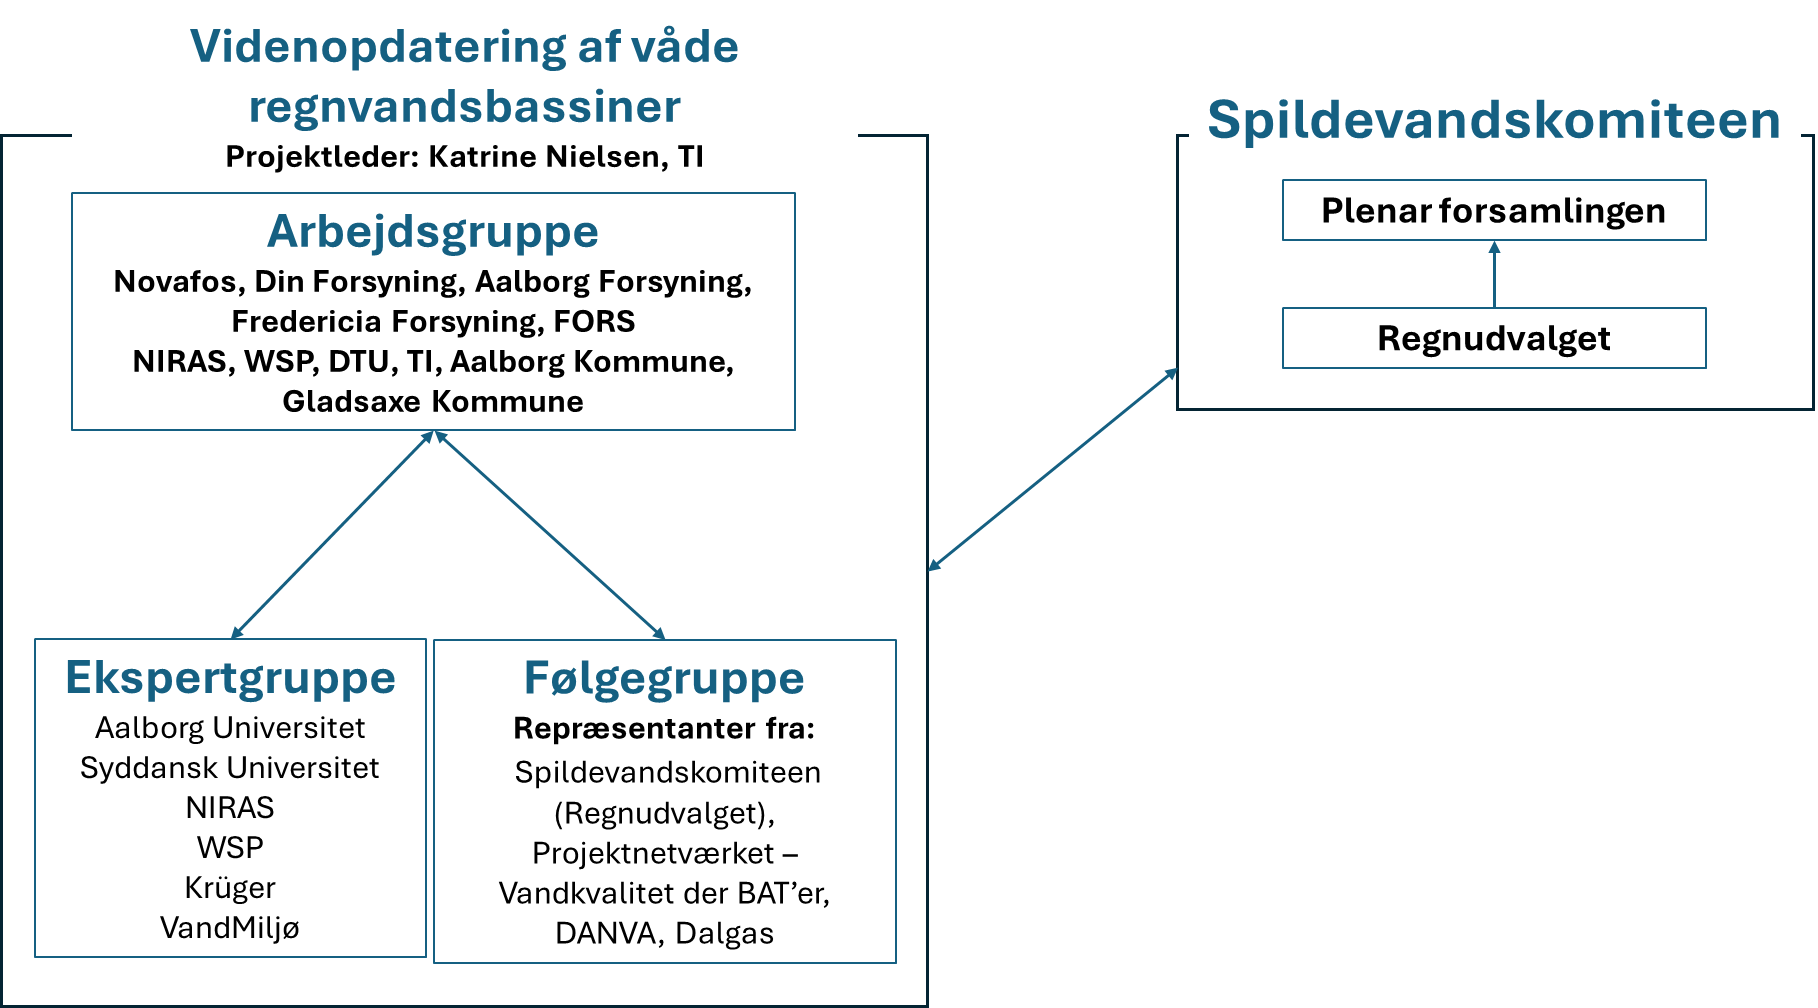 Videnopdatering af våde
regnvandsbassiner
Projektleder: Katrine Nielsen, TI
Arbejdsgruppe
Novafos, Din Forsyning, Aalborg Forsyning,
Fredericia Forsyning, FORS
NIRAS, WSP, DTU, TI, Aalborg Kommune,
Gladsaxe Kommune
Ekspertgruppe
Aalborg Universitet
Syddansk Universitet
NIRAS
WSP
Krüger
VandMiljø
Følgegruppe
Repræsentanter fra:
Spildevandskomiteen
(Regnudvalget),
Projektnetværket –
Vandkvalitet der BAT’er,
DANVA, Dalgas
Spildevandskomiteen
Plenar forsamlingen
Regnudvalget